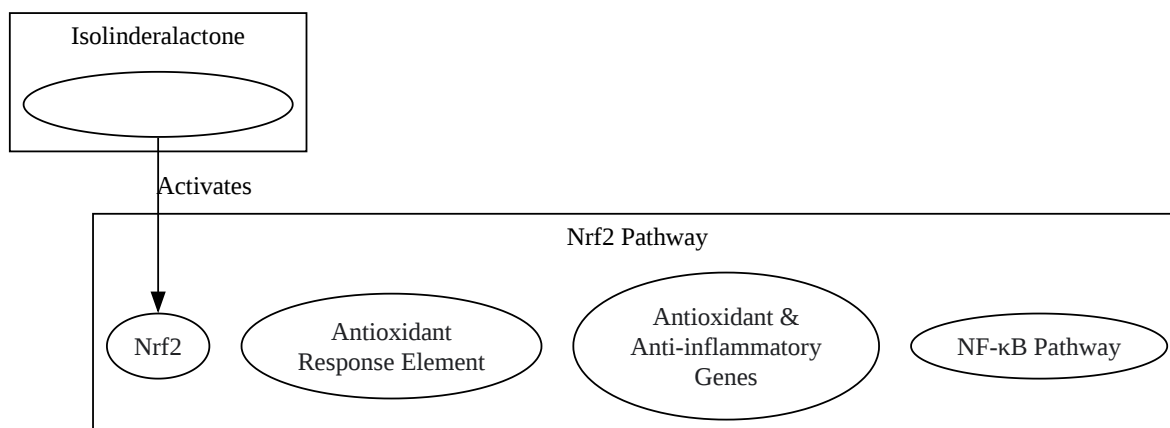 Isolinderalactone
Activates
Nrf2 Pathway
Nrf2
Antioxidant
Response Element
Antioxidant &
Anti-inflammatory
Genes
NF-κB Pathway